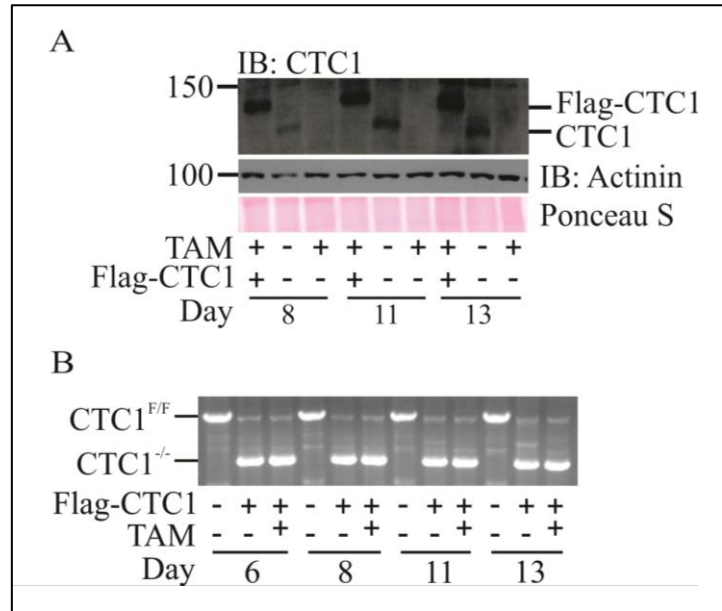 A
IB: CTC1
150
Flag-CTC1
CTC1
100
IB: Actinin
Ponceau S
TAM + - + + - + + - +
Flag-CTC1 + - - + - - + - -
Day 8 11 13
B
CTC1F/F
CTC1-/-
Flag-CTC1 - + + - + + - + + - + +
TAM - - + - - + - - + - - +
Day 6 8 11 13